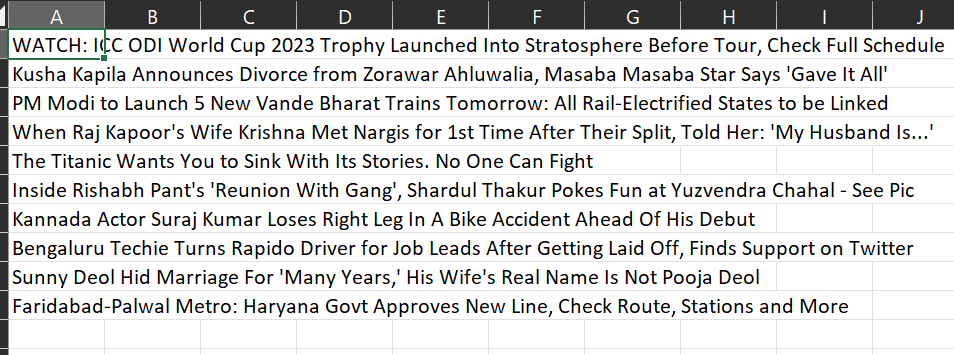 A B C D E F G H I J
WATCH: ICC ODI World Cup 2023 Trophy Launched Into Stratosphere Before Tour, Check Full Schedule
Kusha Kapila Announces Divorce from Zorawar Ahluwalia, Masaba Masaba Star Says 'Gave It All'
PM Modi to Launch 5 New Vande Bharat Trains Tomorrow: All Rail-Electrified States to be Linked
When Raj Kapoor's Wife Krishna Met Nargis for 1st Time After Their Split, Told Her: 'My Husband Is...'
The Titanic Wants You to Sink With Its Stories. No One Can Fight
Inside Rishabh Pant's 'Reunion With Gang', Shardul Thakur Pokes Fun at Yuzvendra Chahal - See Pic
Kannada Actor Suraj Kumar Loses Right Leg In A Bike Accident Ahead Of His Debut
Bengaluru Techie Turns Rapido Driver for Job Leads After Getting Laid Off, Finds Support on Twitter
Sunny Deol Hid Marriage For 'Many Years,' His Wife's Real Name Is Not Pooja Deol
Faridabad-Palwal Metro: Haryana Govt Approves New Line, Check Route, Stations and More